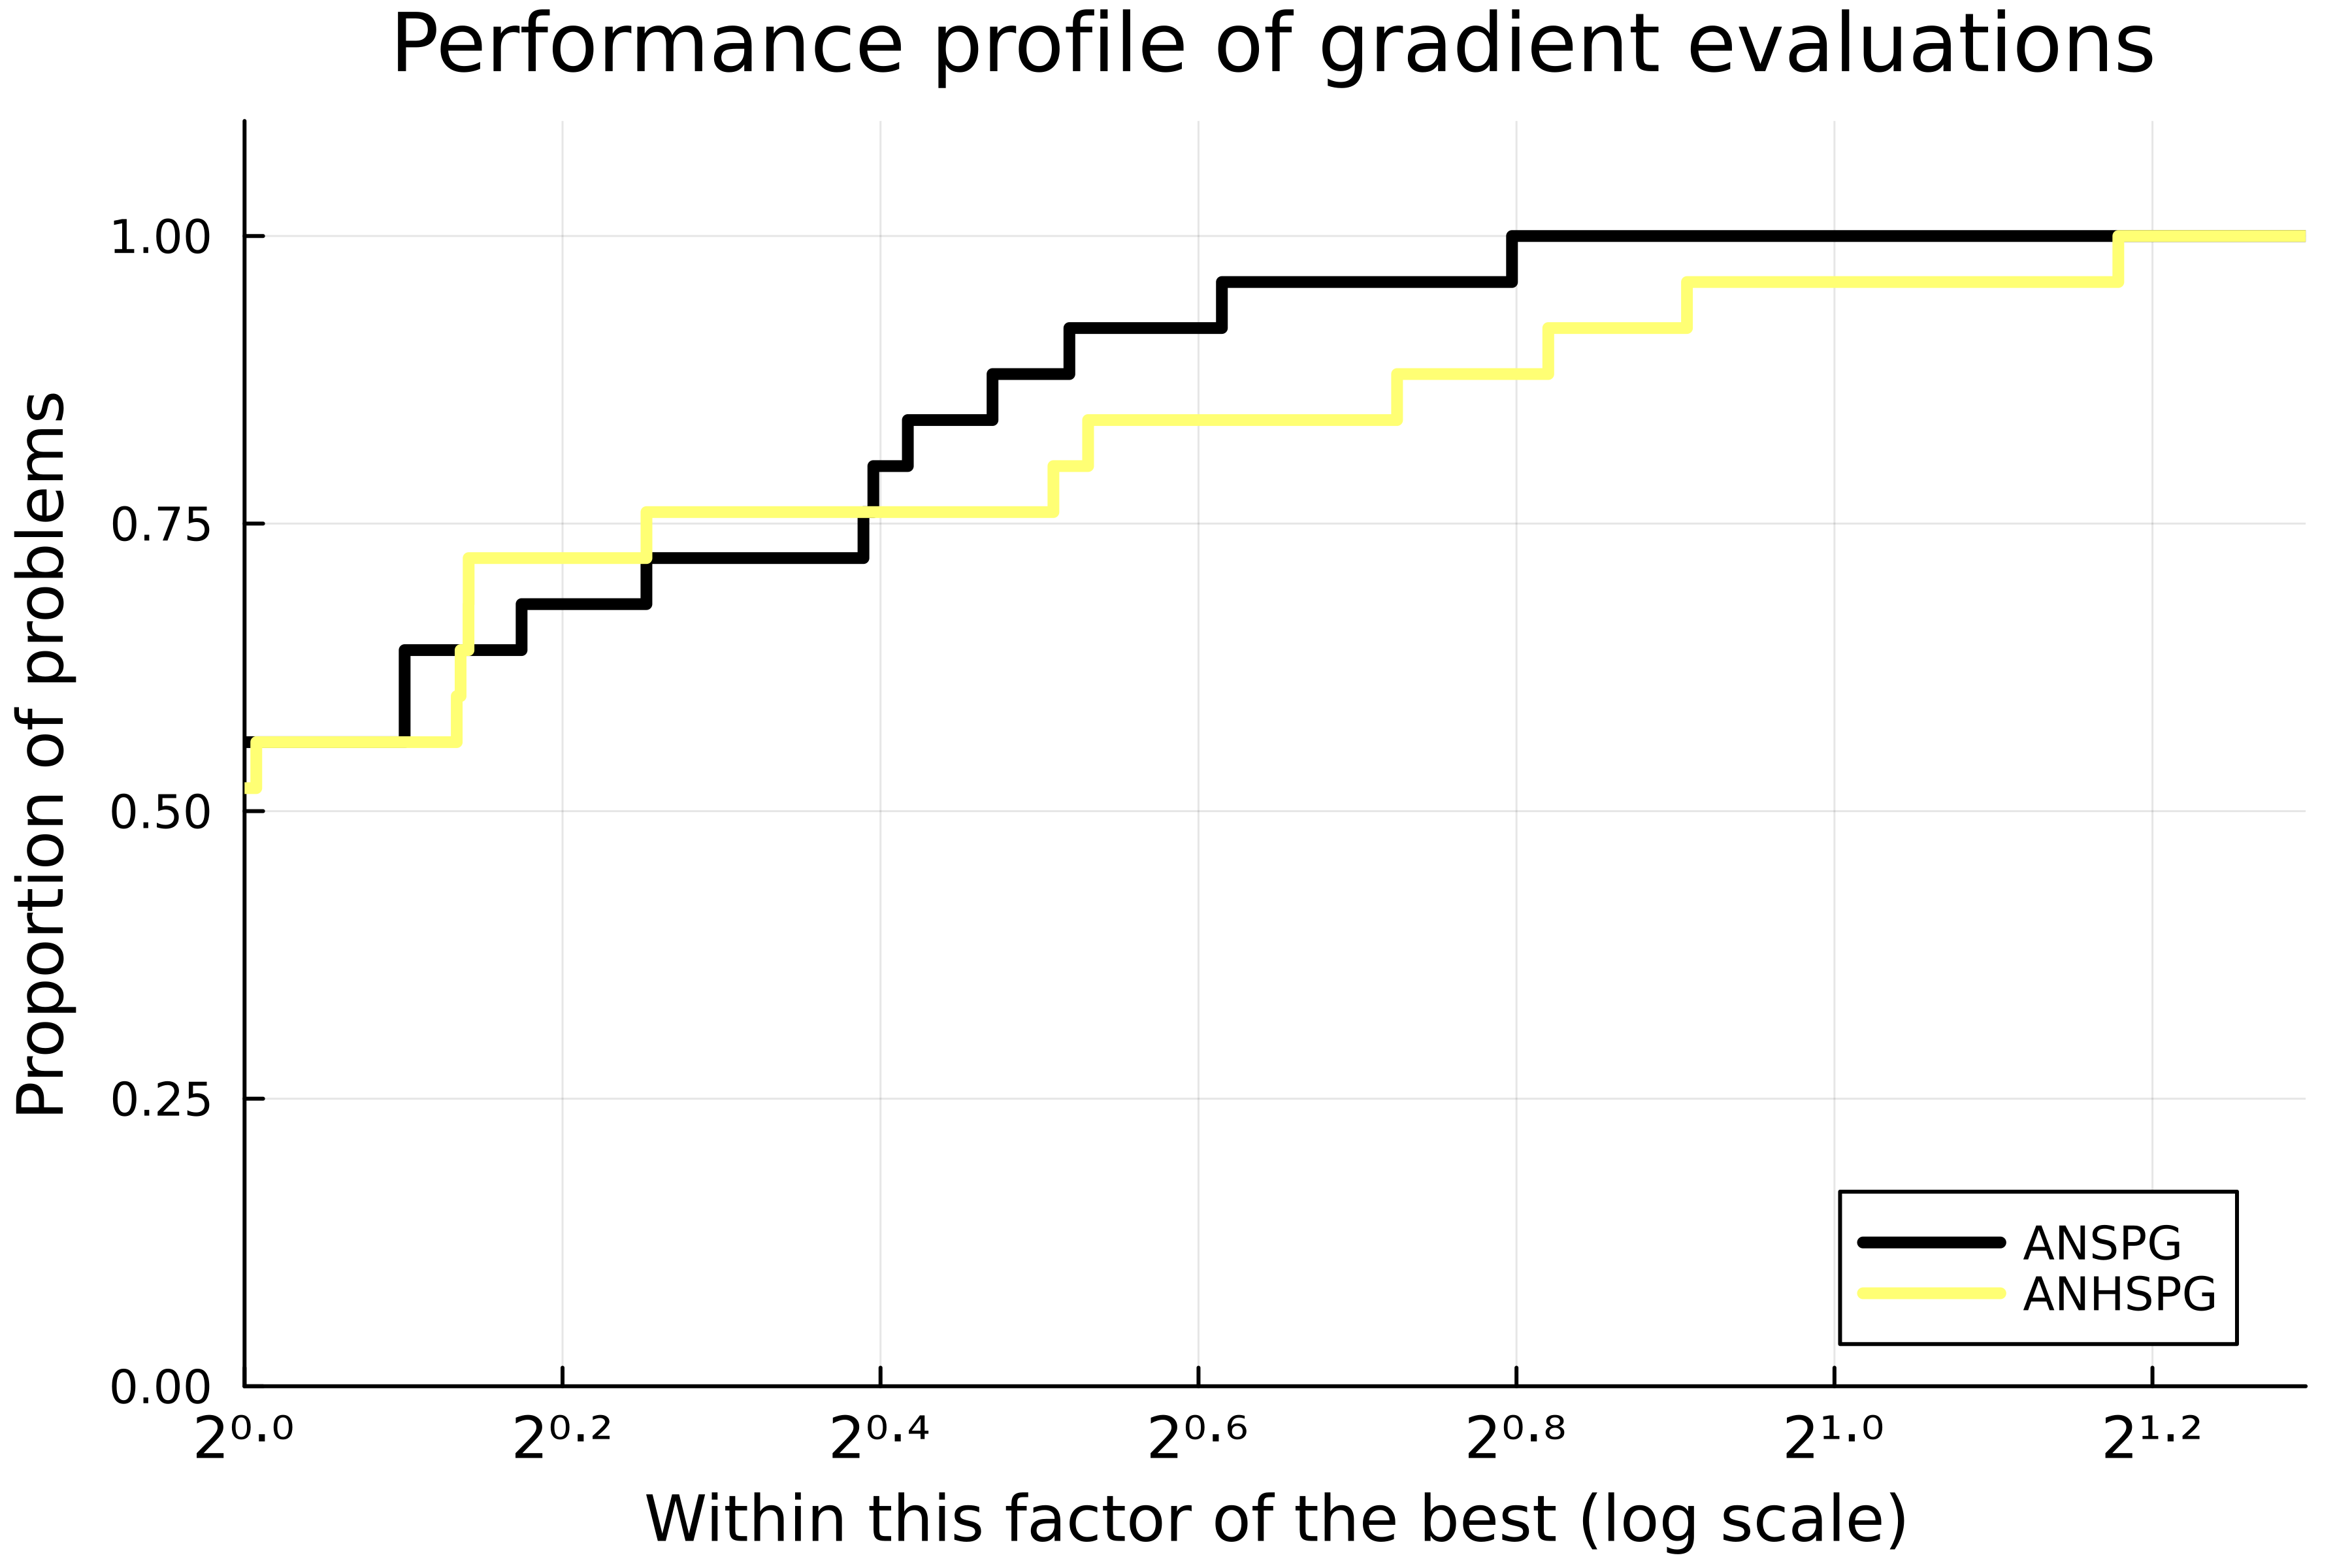 Performance profile of gradient evaluations
Proportion of problems
1.00
0.75
0.50
0.25
0.00
2⁰·⁰ 2⁰·² 2⁰·⁴ 2⁰·⁶ 2⁰·⁸ 2¹·⁰ 2¹·²
Within this factor of the best (log scale)
ANSPG
ANHSPG